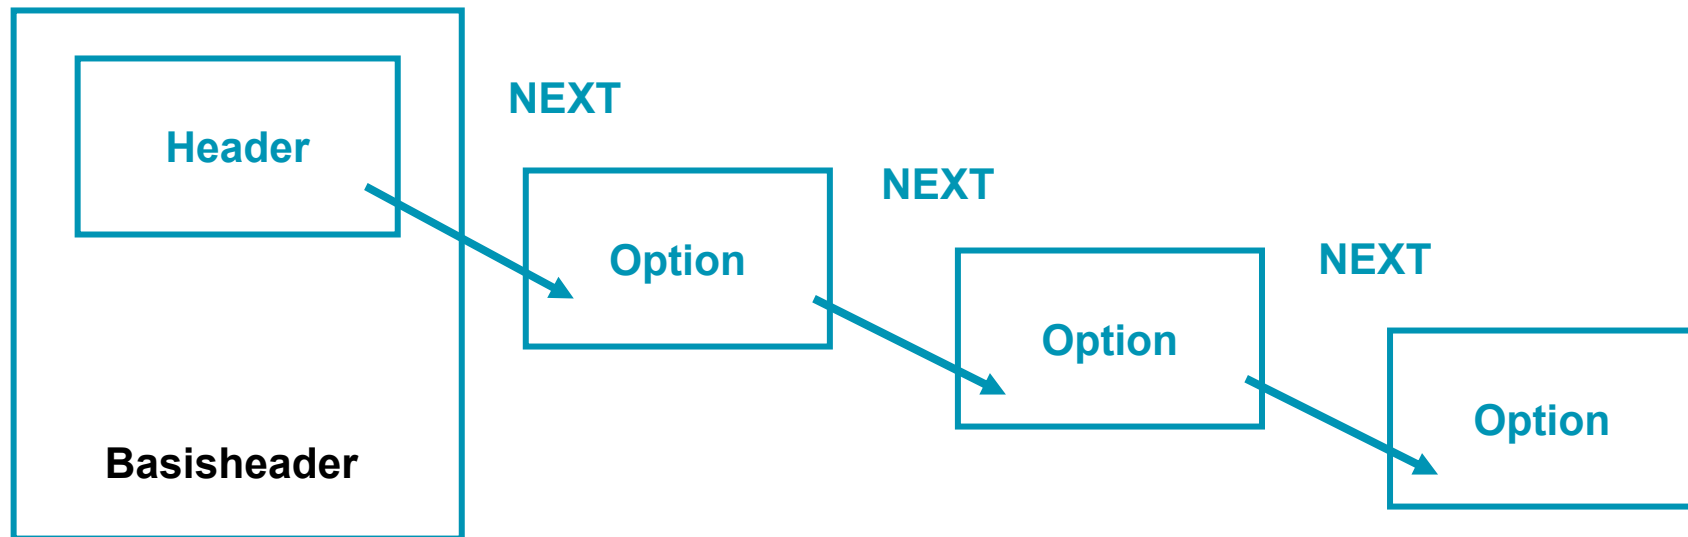 NEXT
Header
NEXT
Option
NEXT
Option
Option
Basisheader